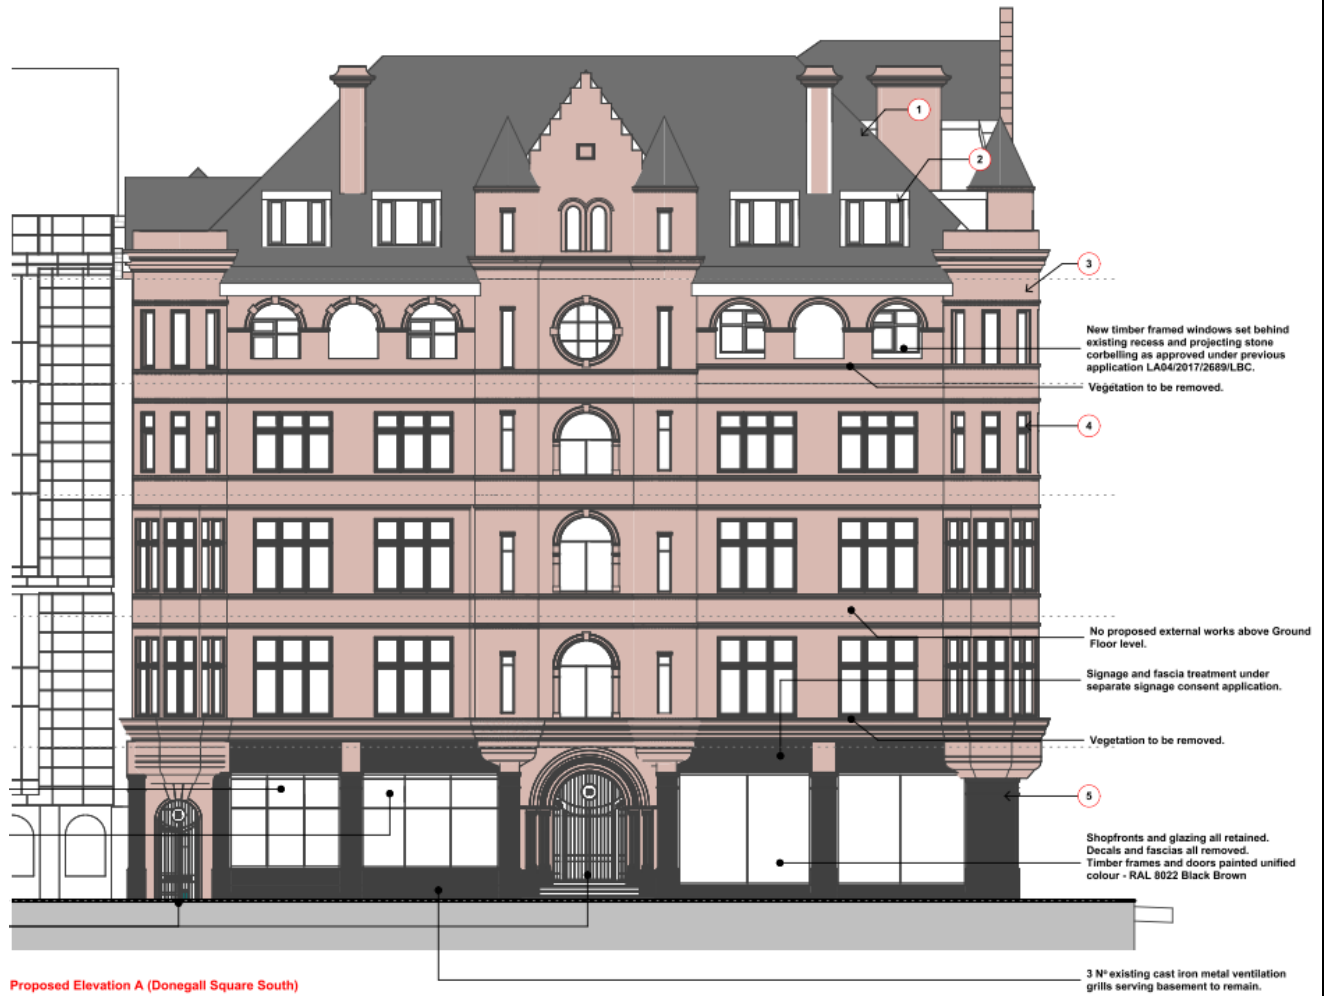 1
2
3
New timber framed windows set behind
existing recess and projecting stone
corbelling as approved under previous
application LA04/2017/2689/LBC.
Vegetation to be removed.
4
No proposed external works above Ground
Floor level.
Signage and fascia treatment under
separate signage consent application.
Vegetation to be removed.
5
Shopfronts and glazing all retained.
Decals and fascias all removed.
Timber frames and doors painted unified
colour - RAL 8022 Black Brown
3 Nº existing cast iron metal ventilation
grills serving basement to remain.
Proposed Elevation A (Donegall Square South)